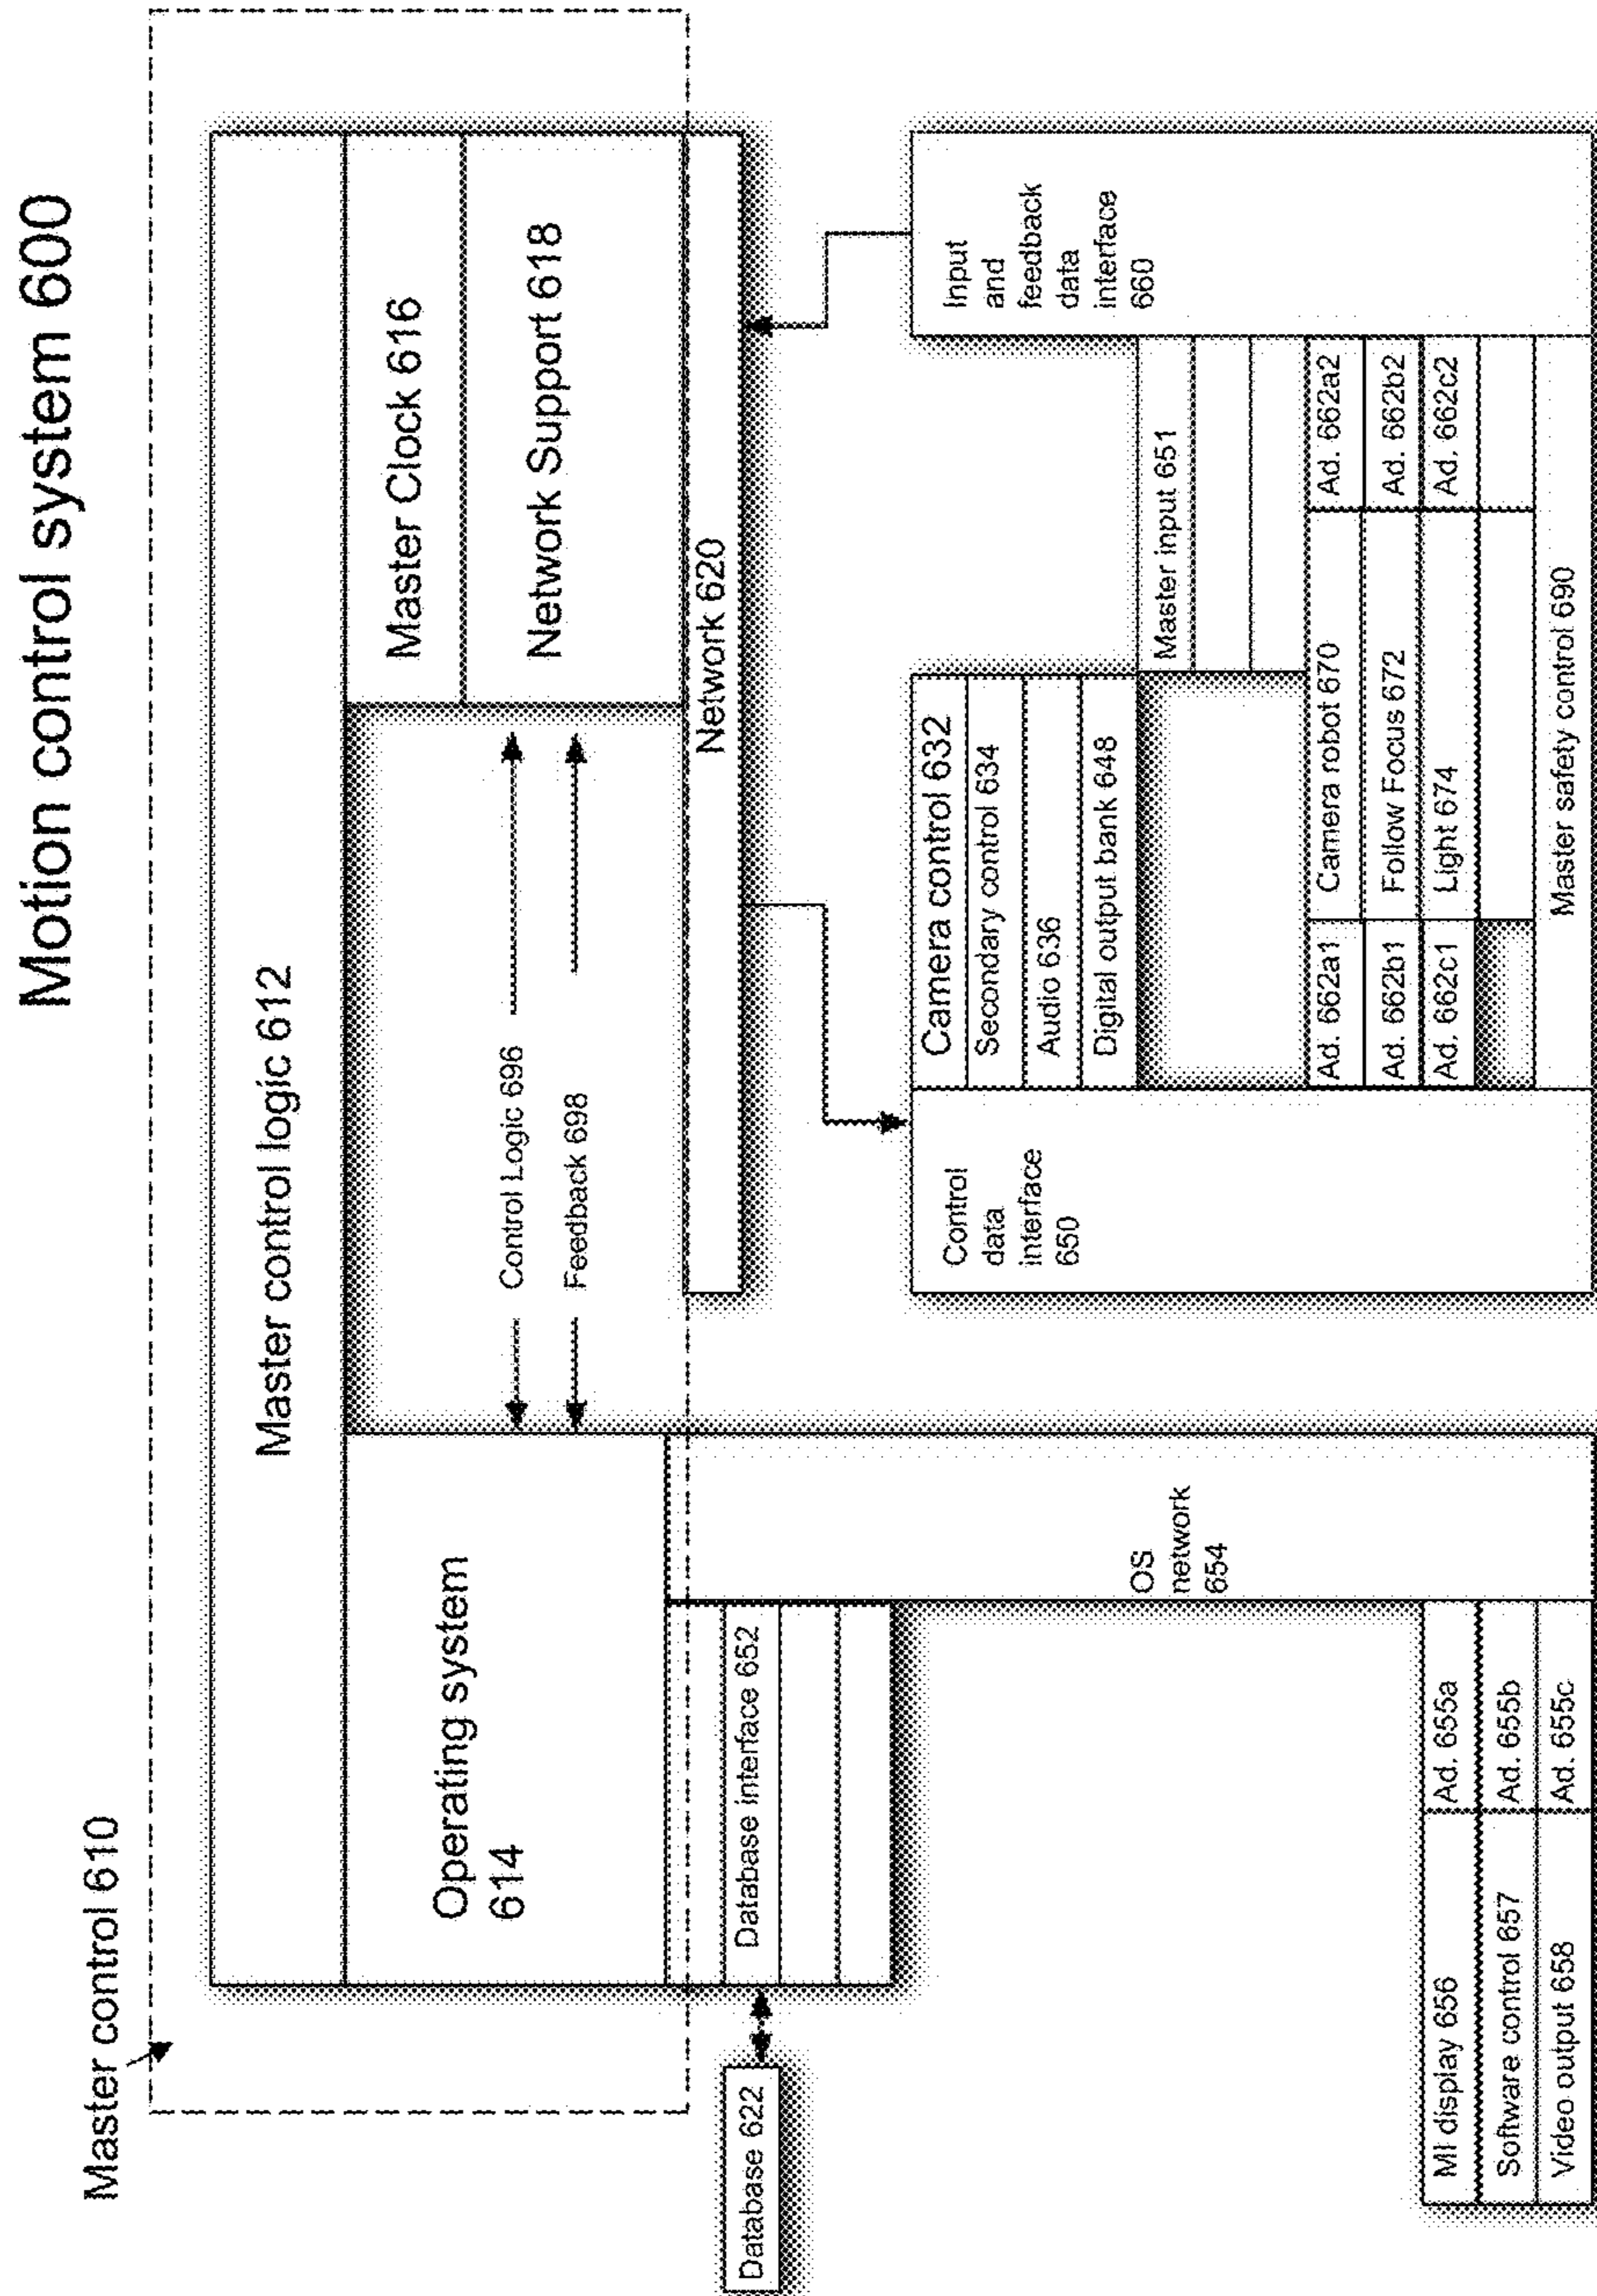 Motion control system 600
Master control 610
Master control logic 612
Operating system
614
Master Clock 616
Network Support 618
Control Logic 696
Feedback 698
Network 620
Database 622
Database interface 652
OS
network
654
MI display 656
Ad. 655a
Software control 657
Ad. 655b
Video output 658
Ad. 655c
Control
data
interface
650
Camera control 632
Secondary control 634
Audio 636
Digital output bank 648
Master input 651
Input
and
feedback
data
interface
660
Ad. 662a1
Camera robot 670
Ad. 662a2
Ad. 662b1
Follow Focus 672
Ad. 662b2
Ad. 662c1
Light 674
Ad. 662c2
Master safety control 690